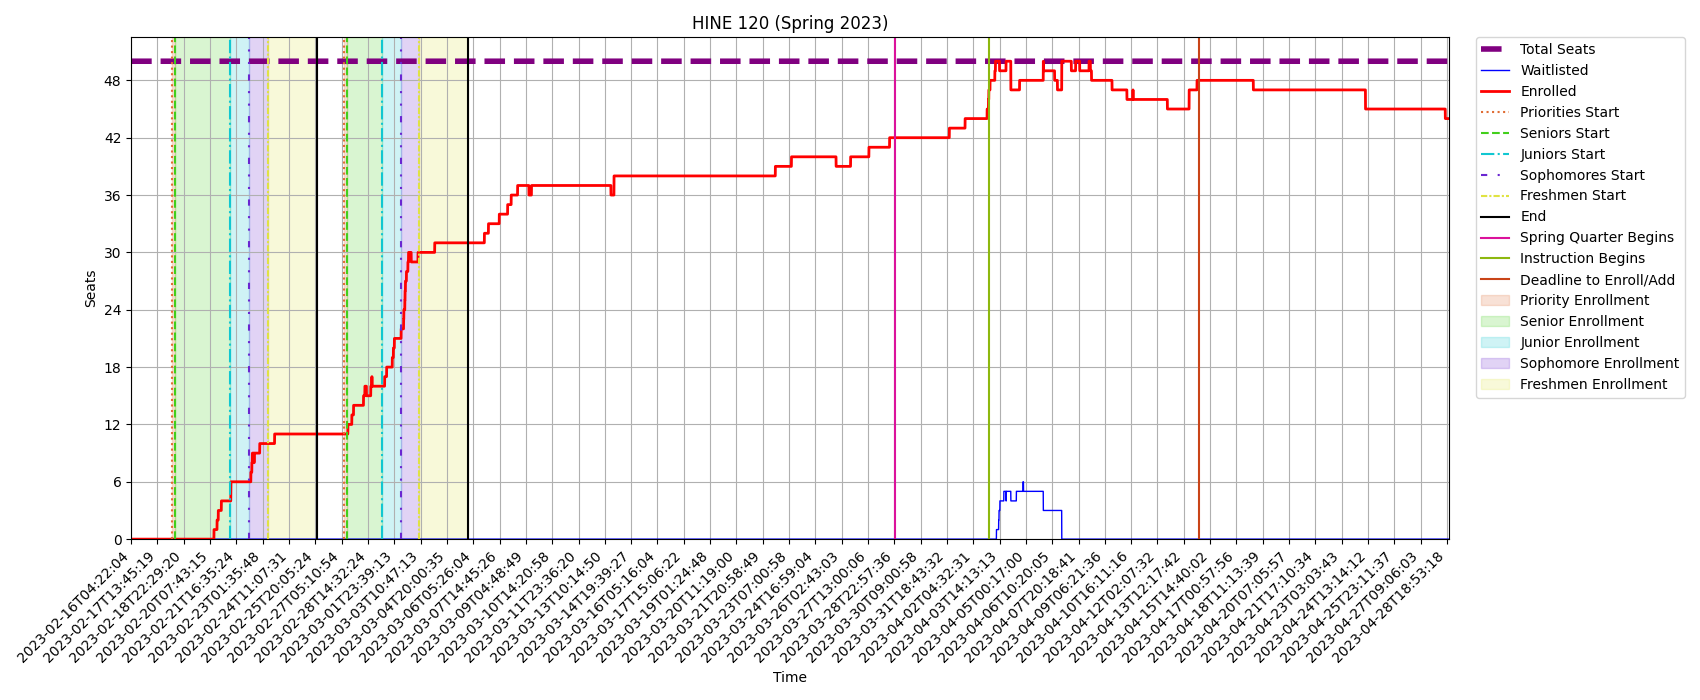 HINE 120 (Spring 2023)
Seats
48
42
36
30
24
18
12
6
0
2023-02-16T04:22:04
2023-02-17T13:45:19
2023-02-18T22:29:20
2023-02-20T07:43:15
2023-02-21T16:35:24
2023-02-23T01:35:48
2023-02-24T11:07:31
2023-02-25T20:05:24
2023-02-27T05:10:54
2023-02-28T14:32:24
2023-03-01T23:39:13
2023-03-03T10:47:13
2023-03-04T20:00:35
2023-03-06T05:26:04
2023-03-07T14:45:26
2023-03-09T04:48:49
2023-03-10T14:20:58
2023-03-11T23:36:20
2023-03-13T10:14:50
2023-03-14T19:39:27
2023-03-16T05:16:04
2023-03-17T15:06:22
2023-03-19T01:24:48
2023-03-20T11:19:00
2023-03-21T20:58:49
2023-03-23T07:00:58
2023-03-24T16:59:04
2023-03-26T02:43:03
2023-03-27T13:00:06
2023-03-28T22:57:36
2023-03-30T09:00:58
2023-03-31T18:43:32
2023-04-02T04:32:31
2023-04-03T14:13:13
2023-04-05T00:17:00
2023-04-06T10:20:05
2023-04-07T20:18:41
2023-04-09T06:21:36
2023-04-10T16:11:16
2023-04-12T02:07:32
2023-04-13T12:17:42
2023-04-15T14:40:02
2023-04-17T00:57:56
2023-04-18T11:13:39
2023-04-20T07:05:57
2023-04-21T17:10:34
2023-04-23T03:03:43
2023-04-24T13:14:12
2023-04-25T23:11:37
2023-04-27T09:06:03
2023-04-28T18:53:18
Time
Total Seats
Waitlisted
Enrolled
Priorities Start
Seniors Start
Juniors Start
Sophomores Start
Freshmen Start
End
Spring Quarter Begins
Instruction Begins
Deadline to Enroll/Add
Priority Enrollment
Senior Enrollment
Junior Enrollment
Sophomore Enrollment
Freshmen Enrollment